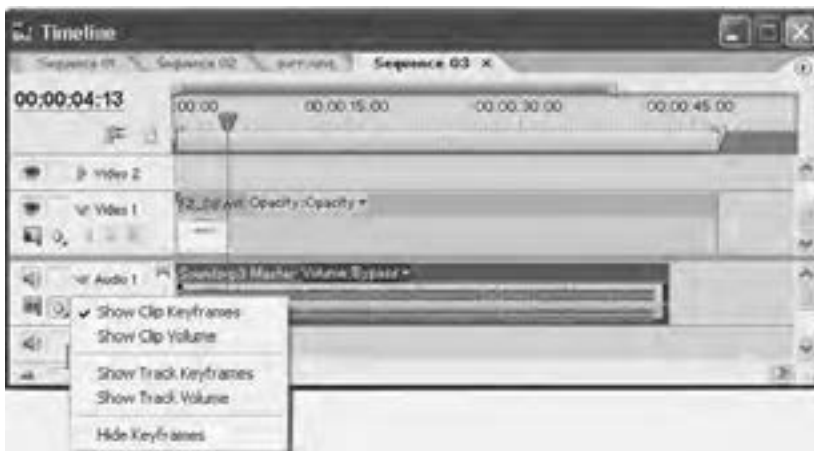 Timeline
Sequence 01 Sequence 02 Sequence 03 ×
00:00:04:13
00:00 00:00:15:00 00:00:30:00 00:00:45:00
Video 2
Video 1
Opacity:Opacity
Audio 1
Master Volume:Bypass
Show Clip Keyframes
Show Clip Volume
Show Track Keyframes
Show Track Volume
Hide Keyframes